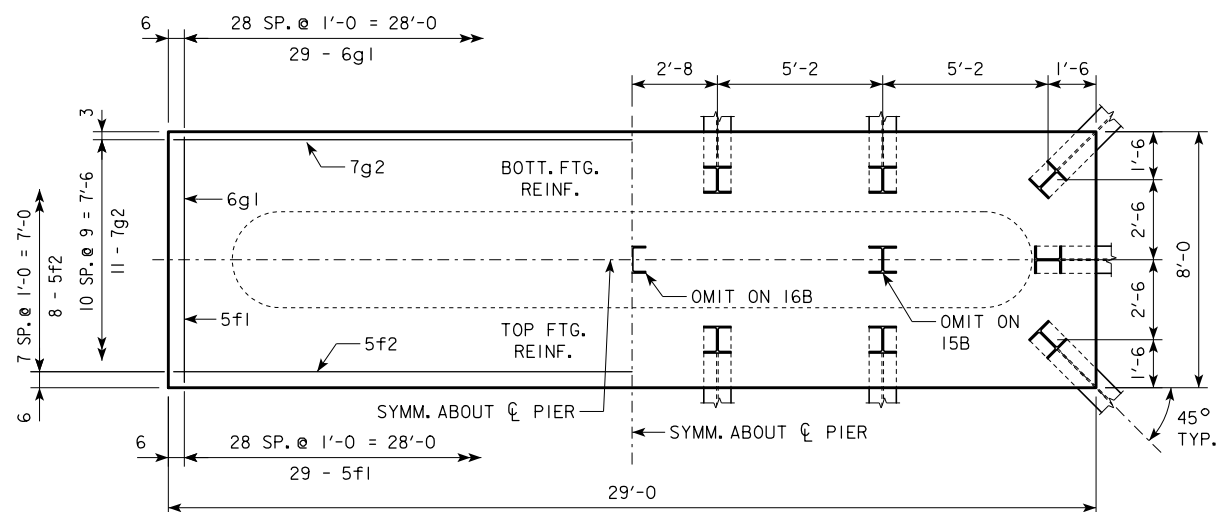 6
28 SP. @ 1'-0 = 28'-0
29 - 6g1
2'-8
5'-2
5'-2
1'-6
3
7g2
BOTT. FTG.
REINF.
6g1
10 SP. @ 9 = 7'-6
11 - 7g2
7 SP. @ 1'-0 = 7'-0
8 - 5f2
6
OMIT ON 16B
OMIT ON
15B
5f1
5f2
TOP FTG.
REINF.
SYMM. ABOUT ℄ PIER
SYMM. ABOUT ℄ PIER
1'-6
2'-6
2'-6
1'-6
8'-0
45°
TYP.
6
28 SP. @ 1'-0 = 28'-0
29 - 5f1
29'-0